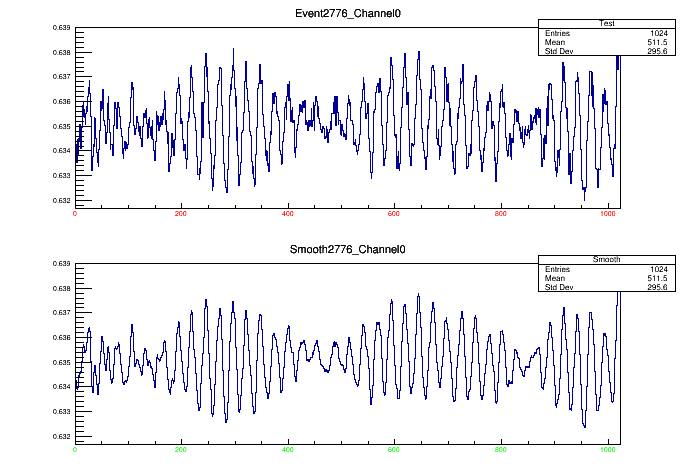 Event2776_Channel0
Test
Entries 1024
Mean 511.5
Std Dev 295.6
0.639
0.638
0.637
0.636
0.635
0.634
0.633
0.632
0 200 400 600 800 1000
Smooth2776_Channel0
Smooth
Entries 1024
Mean 511.5
Std Dev 295.6
0.639
0.638
0.637
0.636
0.635
0.634
0.633
0.632
0 200 400 600 800 1000